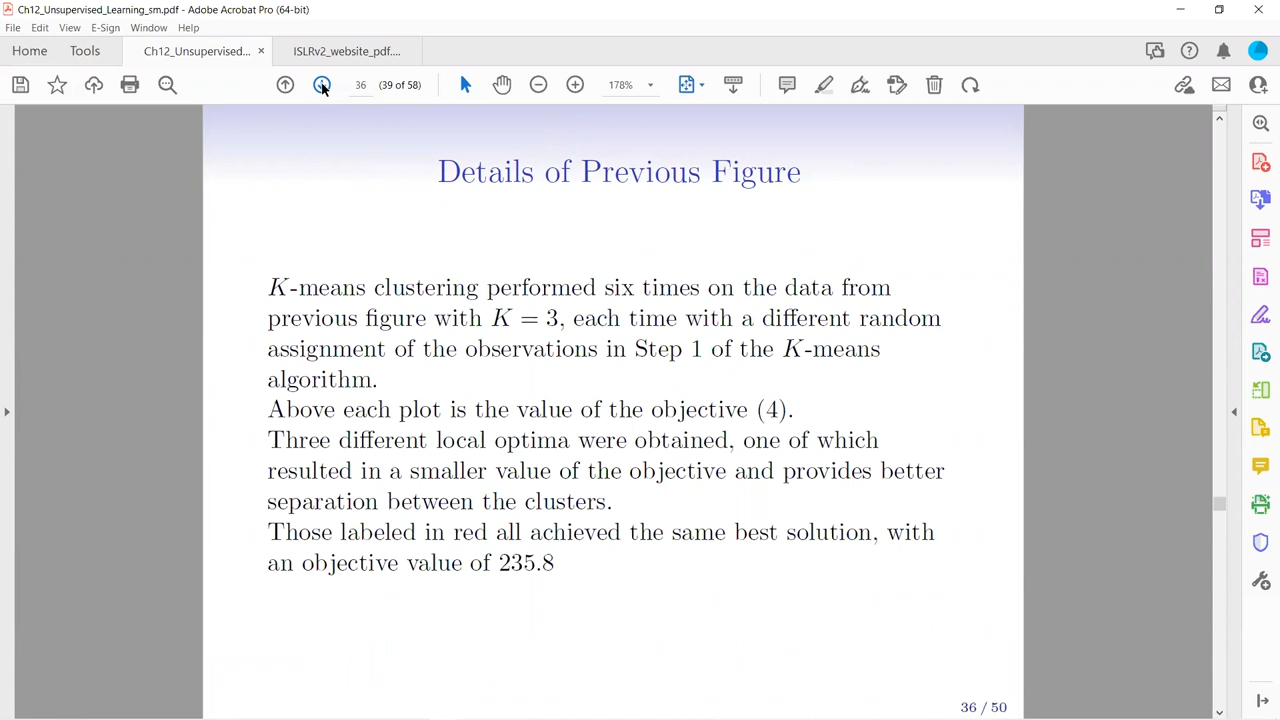 Ch12_Unsupervised_Learning_sm.pdf - Adobe Acrobat Pro (64-bit)
File Edit View E-Sign Window Help
Home Tools Ch12_Unsupervised... × ISLRv2_website_pdf....
36 (39 of 58) 178%
Details of Previous Figure
K-means clustering performed six times on the data from
previous figure with K = 3, each time with a different random
assignment of the observations in Step 1 of the K-means
algorithm.
Above each plot is the value of the objective (4).
Three different local optima were obtained, one of which
resulted in a smaller value of the objective and provides better
separation between the clusters.
Those labeled in red all achieved the same best solution, with
an objective value of 235.8
36 / 50